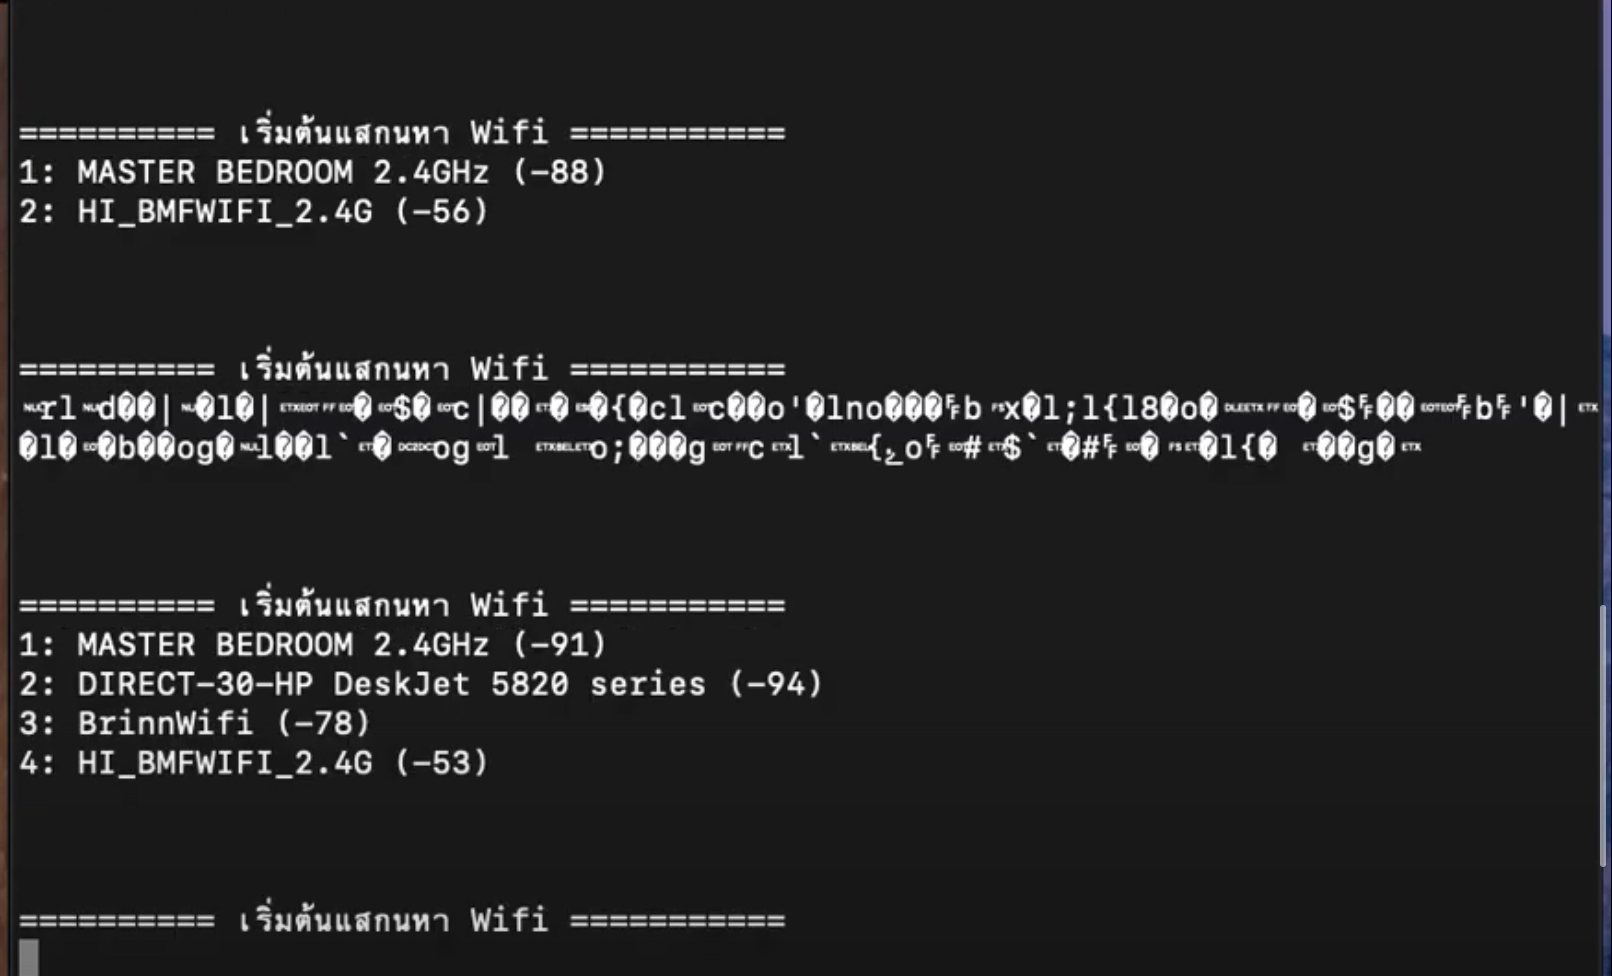 ========== เริ่มต้นแสกนหา Wifi ===========
1: MASTER BEDROOM 2.4GHz (-88)
2: HI_BMFWIFI_2.4G (-56)
========== เริ่มต้นแสกนหา Wifi ===========
========== เริ่มต้นแสกนหา Wifi ===========
1: MASTER BEDROOM 2.4GHz (-91)
2: DIRECT-30-HP DeskJet 5820 series (-94)
3: BrinnWifi (-78)
4: HI_BMFWIFI_2.4G (-53)
========== เริ่มต้นแสกนหา Wifi ===========